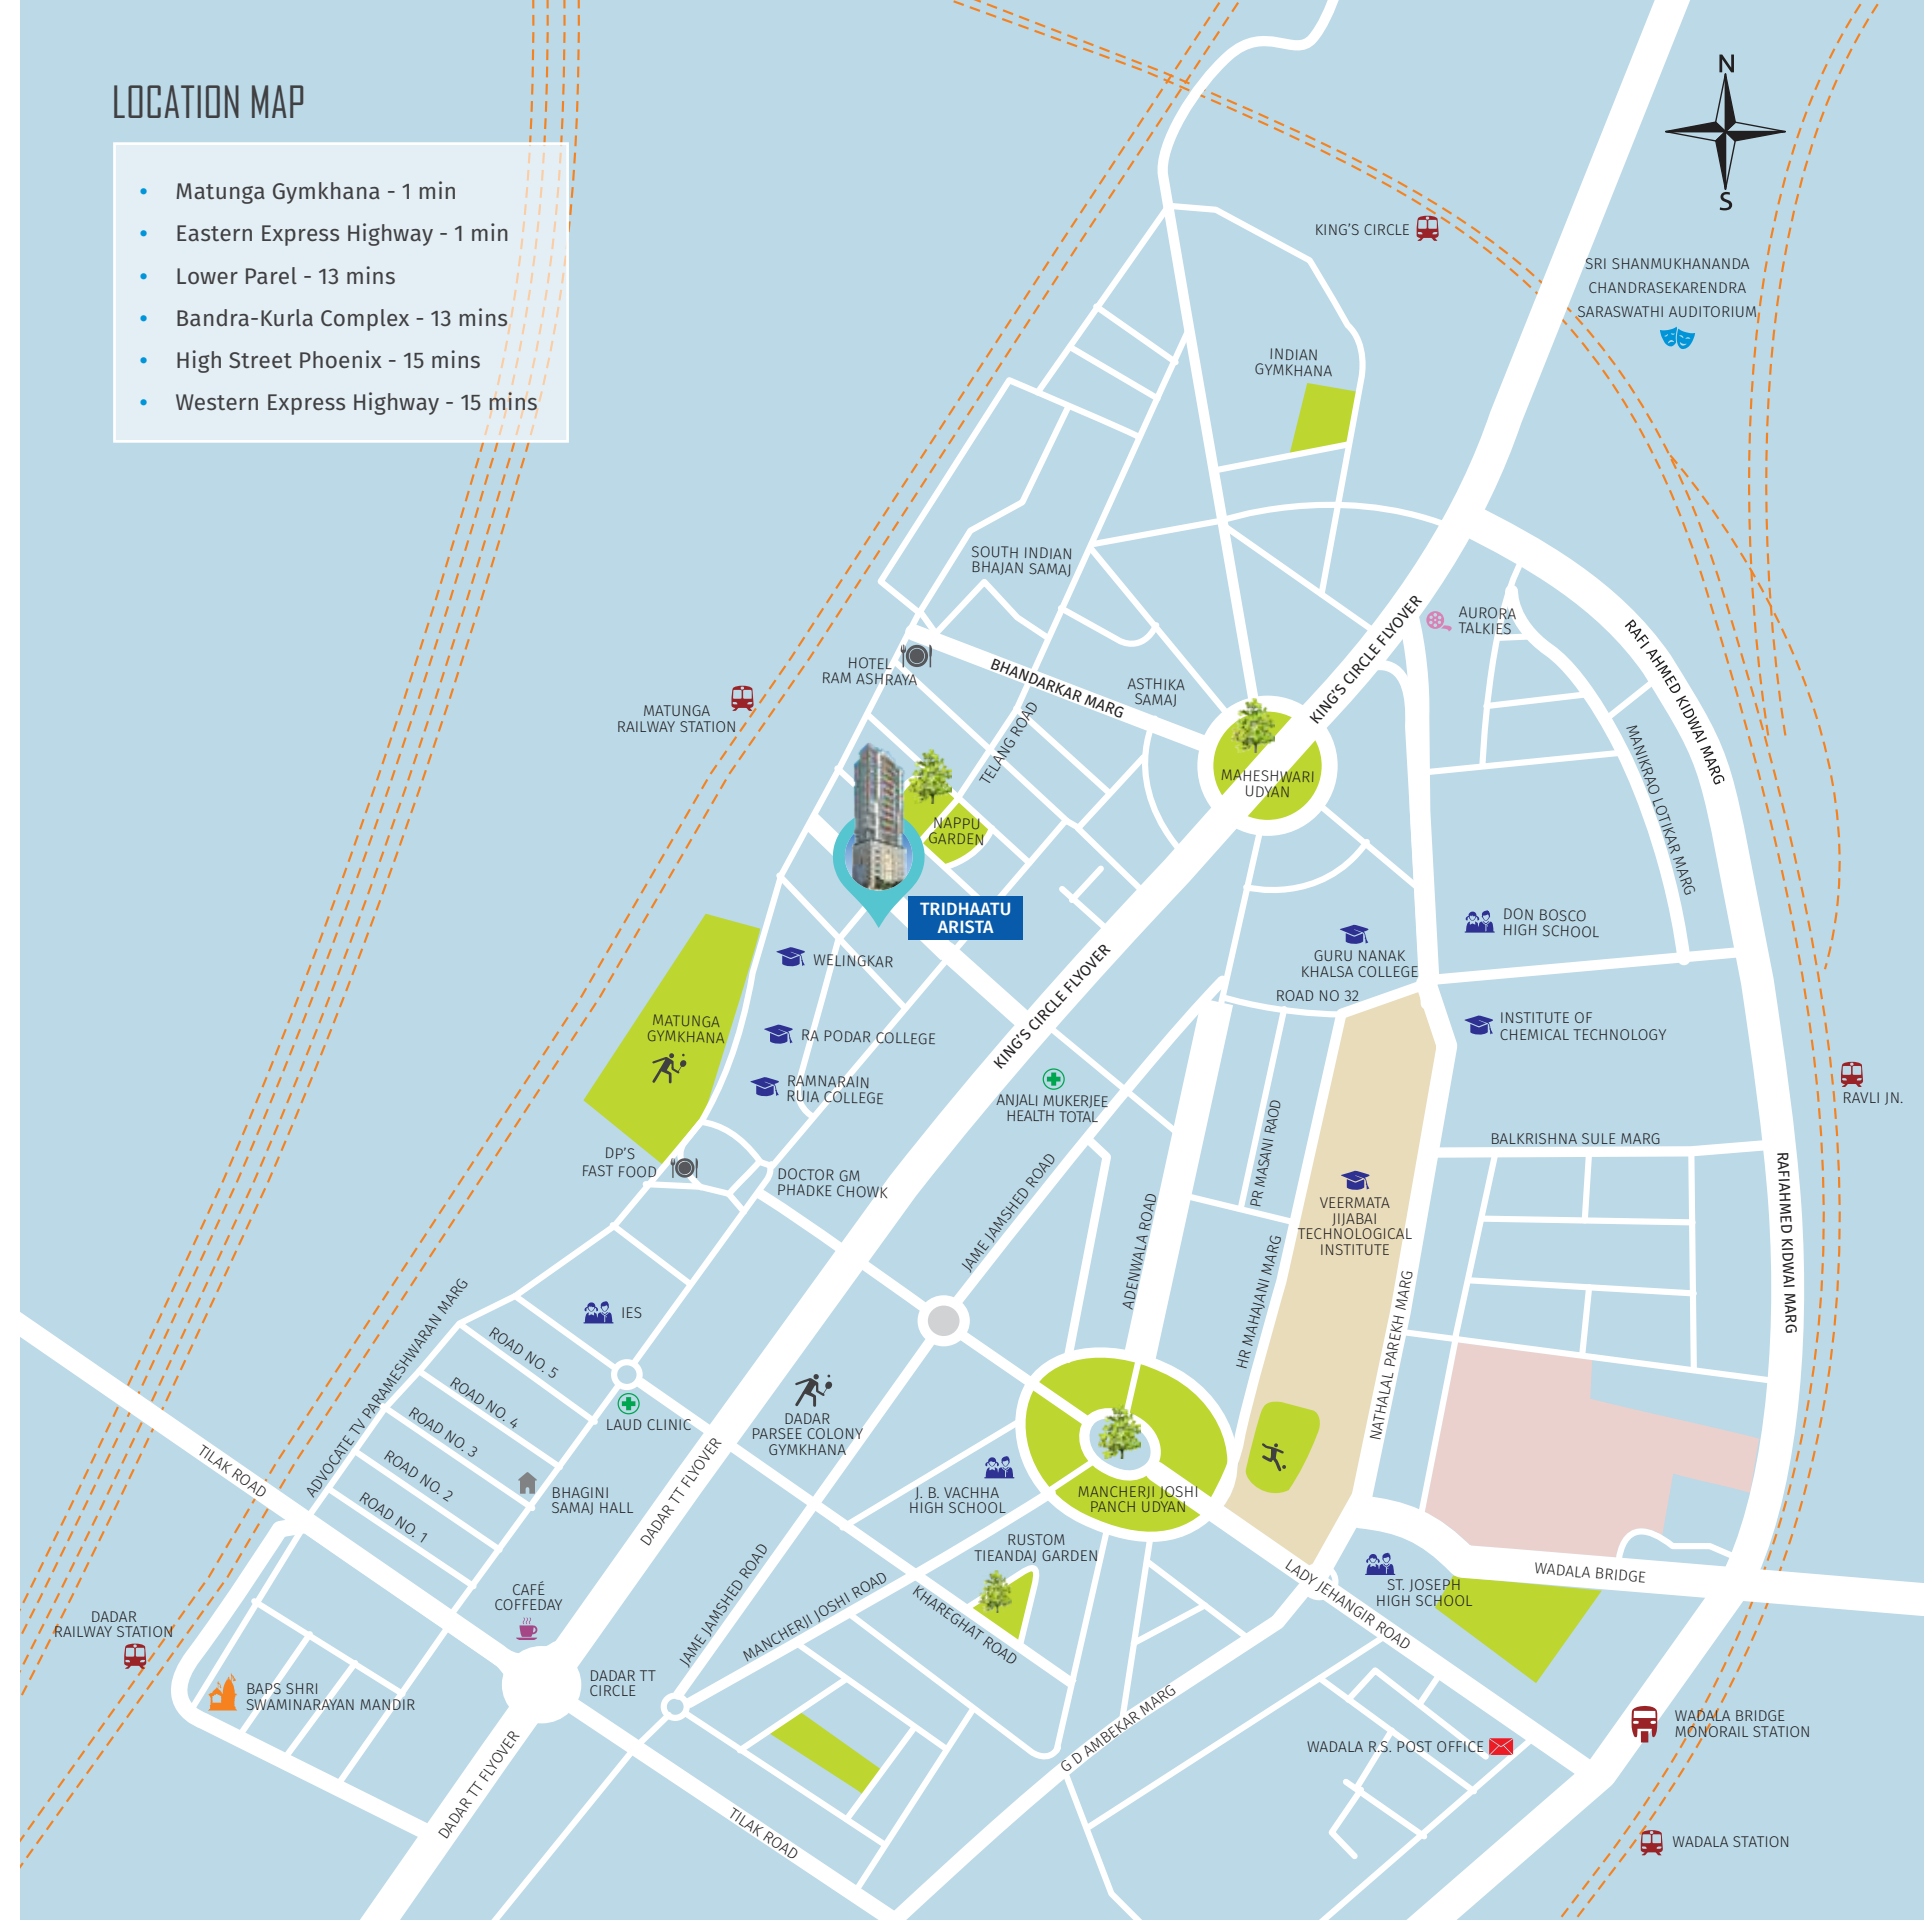 LOCATION MAP
• Matunga Gymkhana - 1 min
• Eastern Express Highway - 1 min
• Lower Parel - 13 mins
• Bandra-Kurla Complex - 13 mins
• High Street Phoenix - 15 mins
• Western Express Highway - 15 mins
N
S
KING'S CIRCLE
SRI SHANMUKHANANDA
CHANDRASEKARENDRA
SARASWATHI AUDITORIUM
INDIAN
GYMKHANA
SOUTH INDIAN
BHAJAN SAMAJ
AURORA
TALKIES
KING'S CIRCLE FLYOVER
RAFI AHMED KIDWAI MARG
HOTEL
RAM ASHRAYA
BHANDARKAR MARG
ASTHIKA
SAMAJ
MATUNGA
RAILWAY STATION
TELANG ROAD
MAHESHWARI
UDYAN
MANIKRAO LOTIKAR MARG
NAPPU
GARDEN
TRIDHAATU
ARISTA
DON BOSCO
HIGH SCHOOL
GURU NANAK
KHALSA COLLEGE
WELINGKAR
KING'S CIRCLE FLYOVER
ROAD NO 32
MATUNGA
GYMKHANA
RA PODAR COLLEGE
INSTITUTE OF
CHEMICAL TECHNOLOGY
RAMNARAIN
RUIA COLLEGE
ANJALI MUKERJEE
HEALTH TOTAL
RAVLI JN.
PR MASANI RAOD
BALKRISHNA SULE MARG
DP'S
FAST FOOD
DOCTOR GM
PHADKE CHOWK
JAME JAMSHED ROAD
ADENWALA ROAD
VEERMATA
JIJABAI
TECHNOLOGICAL
INSTITUTE
RAFIAHMED KIDWAI MARG
HR MAHAJANI MARG
NATHALAL PAREKH MARG
ADVOCATE TV PARAMESHWARAN MARG
IES
ROAD NO. 5
ROAD NO. 4
ROAD NO. 3
ROAD NO. 2
ROAD NO. 1
LAUD CLINIC
DADAR
PARSEE COLONY
GYMKHANA
TILAK ROAD
BHAGINI
SAMAJ HALL
DADAR TT FLYOVER
J. B. VACHHA
HIGH SCHOOL
MANCHERJI JOSHI
PANCH UDYAN
RUSTOM
TIEANDAJ GARDEN
LADY JEHANGIR ROAD
ST. JOSEPH
HIGH SCHOOL
WADALA BRIDGE
CAFÉ
COFFEDAY
JAME JAMSHED ROAD
MANCHERJI JOSHI ROAD
KHAREGHAT ROAD
DADAR
RAILWAY STATION
DADAR TT
CIRCLE
BAPS SHRI
SWAMINARAYAN MANDIR
G D AMBEKAR MARG
WADALA BRIDGE
MONORAIL STATION
WADALA R.S. POST OFFICE
DADAR TT FLYOVER
TILAK ROAD
WADALA STATION